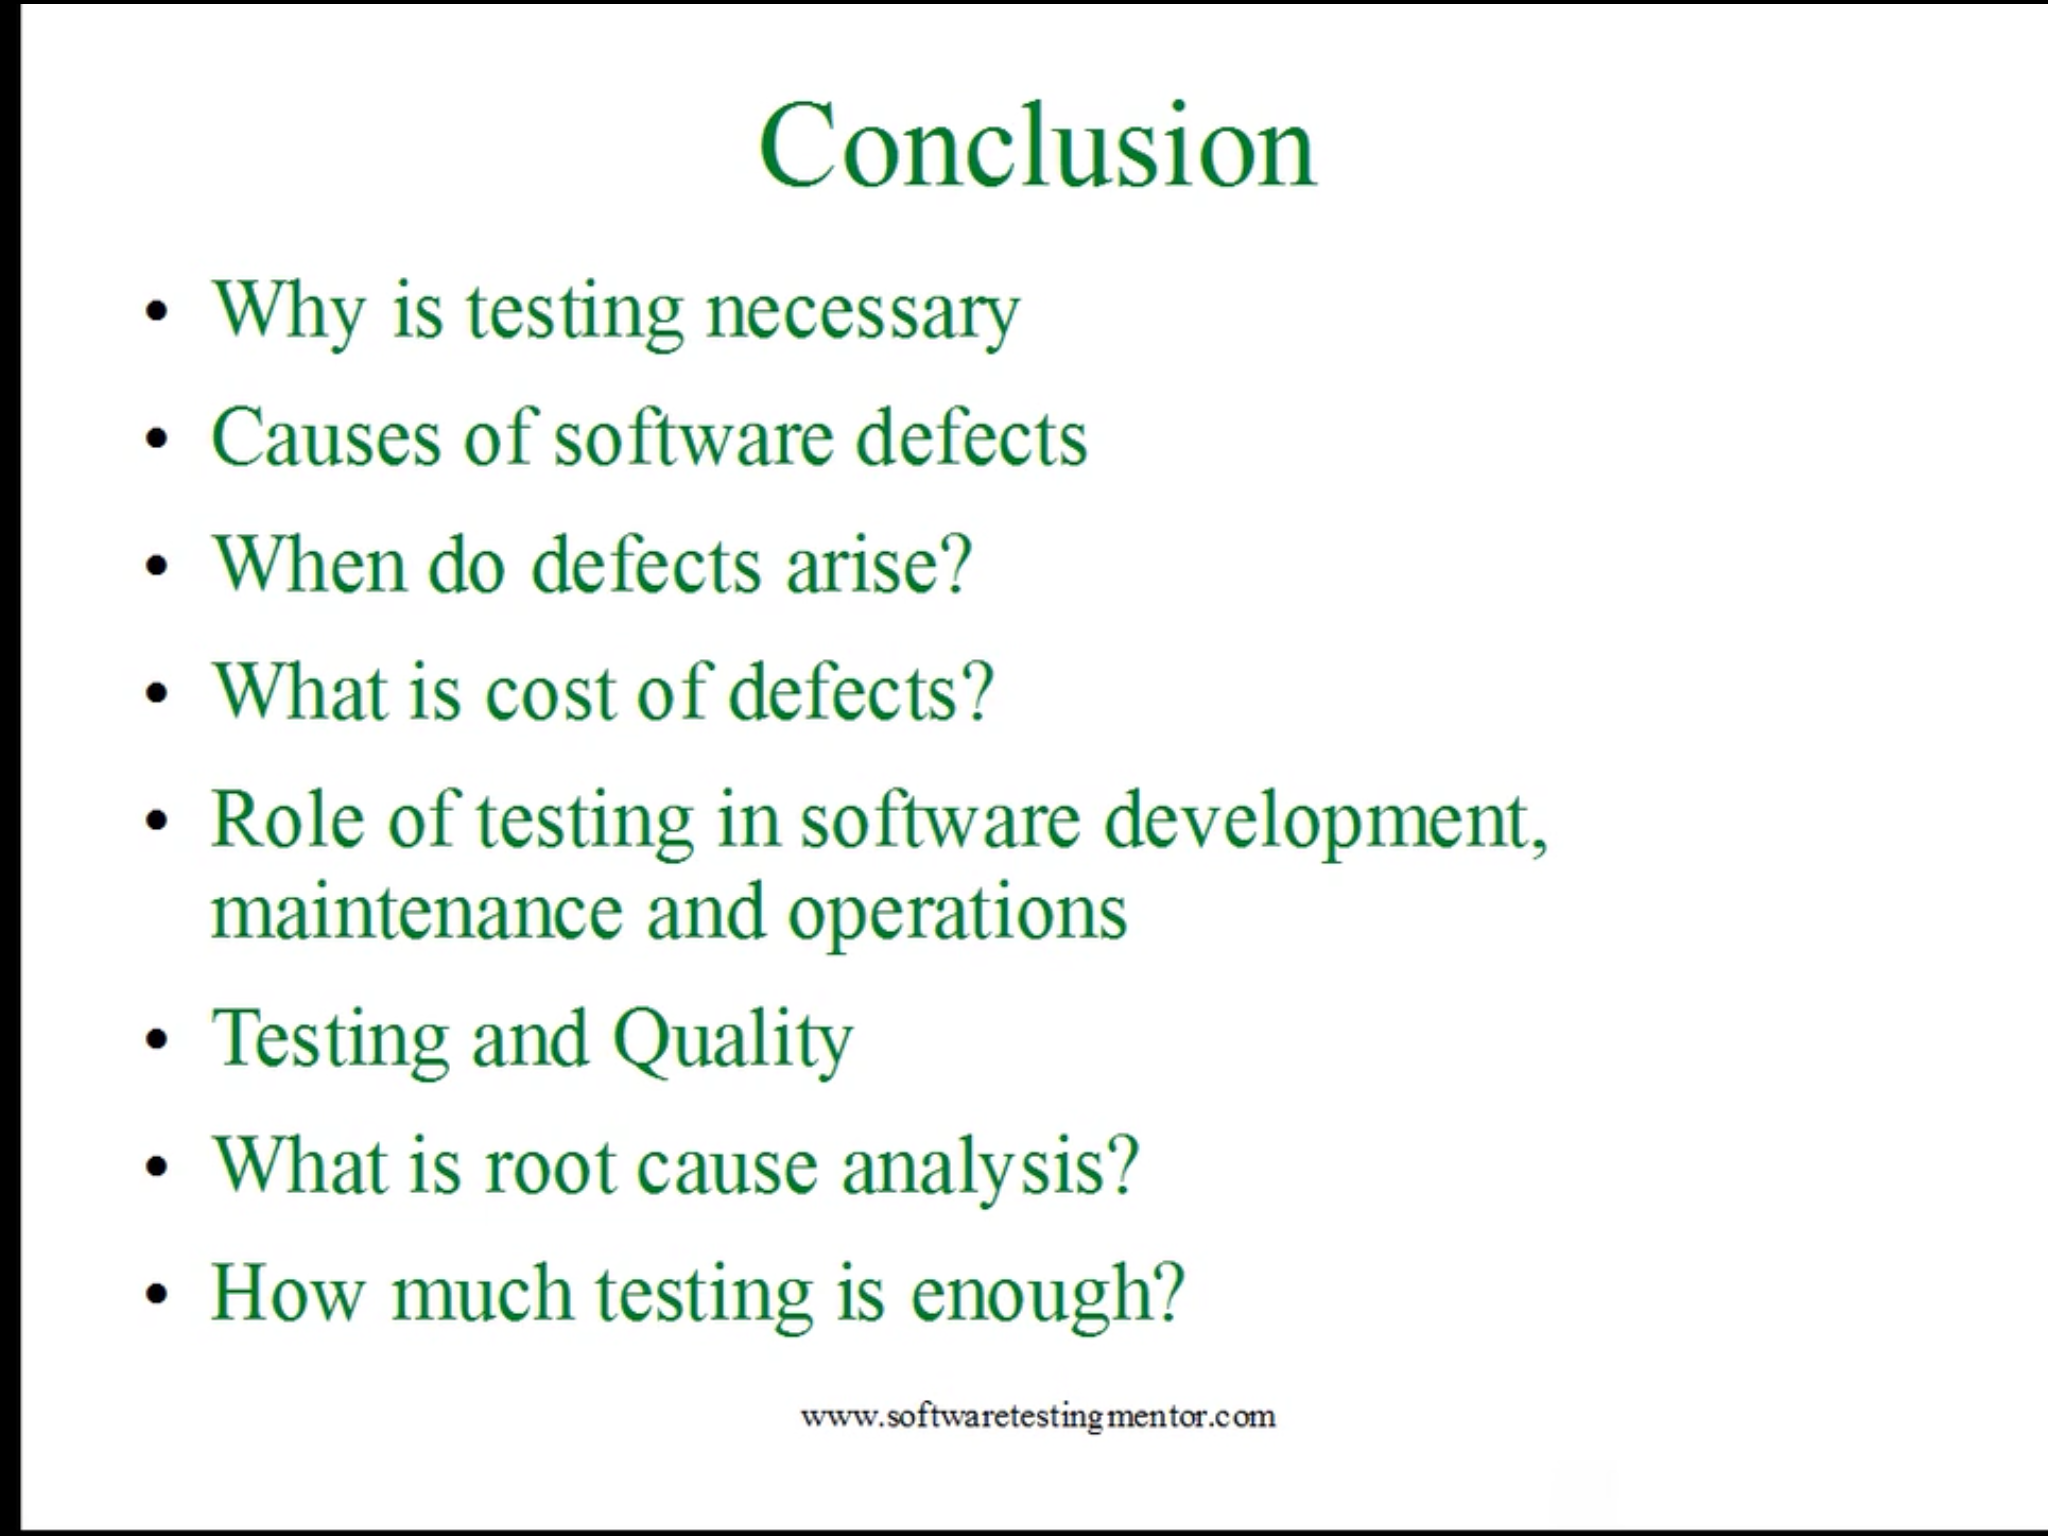 Conclusion
• Why is testing necessary
• Causes of software defects
• When do defects arise?
• What is cost of defects?
• Role of testing in software development,
maintenance and operations
• Testing and Quality
• What is root cause analysis?
• How much testing is enough?
www.softwaretestingmentor.com